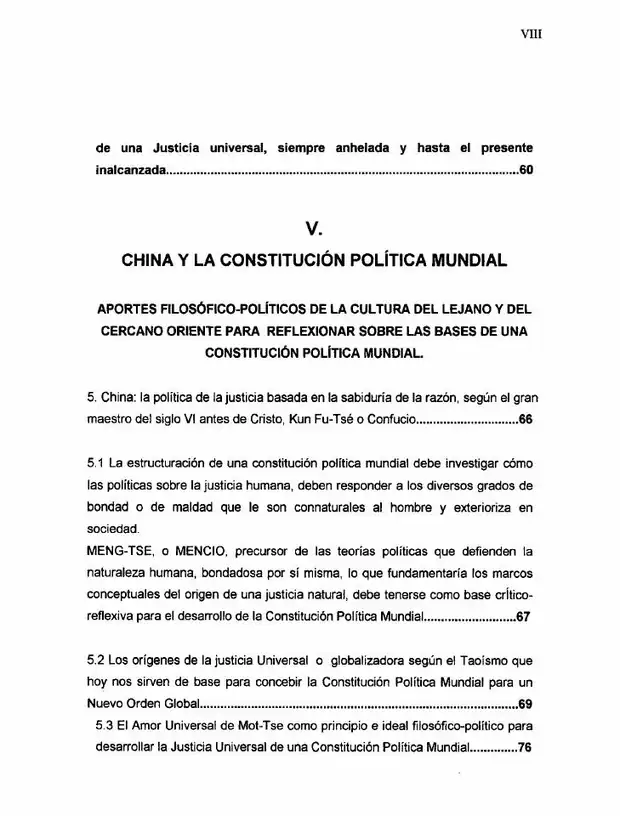 VIII
de una Justicia universal, siempre anhelada y hasta el presente
inalcanzada.......................................................................................................60
V.
CHINA Y LA CONSTITUCIÓN POLÍTICA MUNDIAL
APORTES FILOSÓFICO-POLÍTICOS DE LA CULTURA DEL LEJANO Y DEL
CERCANO ORIENTE PARA REFLEXIONAR SOBRE LAS BASES DE UNA
CONSTITUCIÓN POLÍTICA MUNDIAL.
5. China: la política de la justicia basada en la sabiduría de la razón, según el gran
maestro del siglo VI antes de Cristo, Kun Fu-Tsé o Confucio..............................66
5.1 La estructuración de una constitución política mundial debe investigar cómo
las políticas sobre la justicia humana, deben responder a los diversos grados de
bondad o de maldad que le son connaturales al hombre y exterioriza en
sociedad.
MENG-TSE, o MENCIO, precursor de las teorías políticas que defienden la
naturaleza humana, bondadosa por sí misma, lo que fundamentaría los marcos
conceptuales del origen de una justicia natural, debe tenerse como base crítico-
reflexiva para el desarrollo de la Constitución Política Mundial...........................67
5.2 Los orígenes de la justicia Universal o globalizadora según el Taoísmo que
hoy nos sirven de base para concebir la Constitución Política Mundial para un
Nuevo Orden Global.............................................................................................69
5.3 El Amor Universal de Mot-Tse como principio e ideal filosófico-político para
desarrollar la Justicia Universal de una Constitución Política Mundial..............76